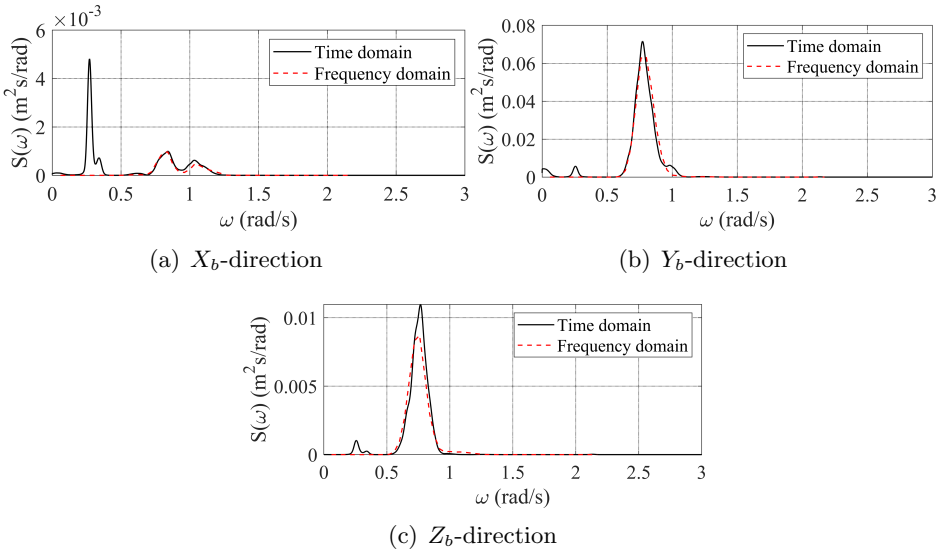 ×10⁻³
6
4
2
0
S(ω) (m²s/rad)
Time domain
Frequency domain
0 0.5 1 1.5 2 2.5 3
ω (rad/s)
(a) X_b-direction
0.08
0.06
0.04
0.02
0
S(ω) (m²s/rad)
Time domain
Frequency domain
0 0.5 1 1.5 2 2.5 3
ω (rad/s)
(b) Y_b-direction
0.01
0.005
0
S(ω) (m²s/rad)
Time domain
Frequency domain
0 0.5 1 1.5 2 2.5 3
ω (rad/s)
(c) Z_b-direction